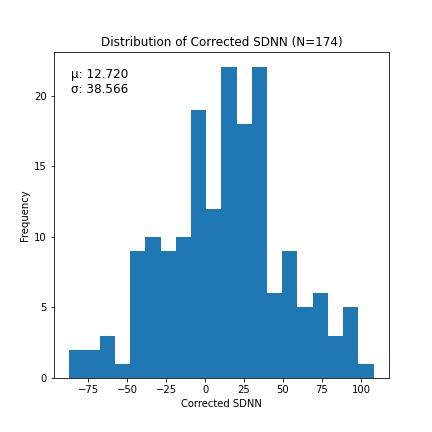 Distribution of Corrected SDNN (N=174)
μ: 12.720
σ: 38.566
Frequency
20
15
10
5
0
−75 −50 −25 0 25 50 75 100
Corrected SDNN